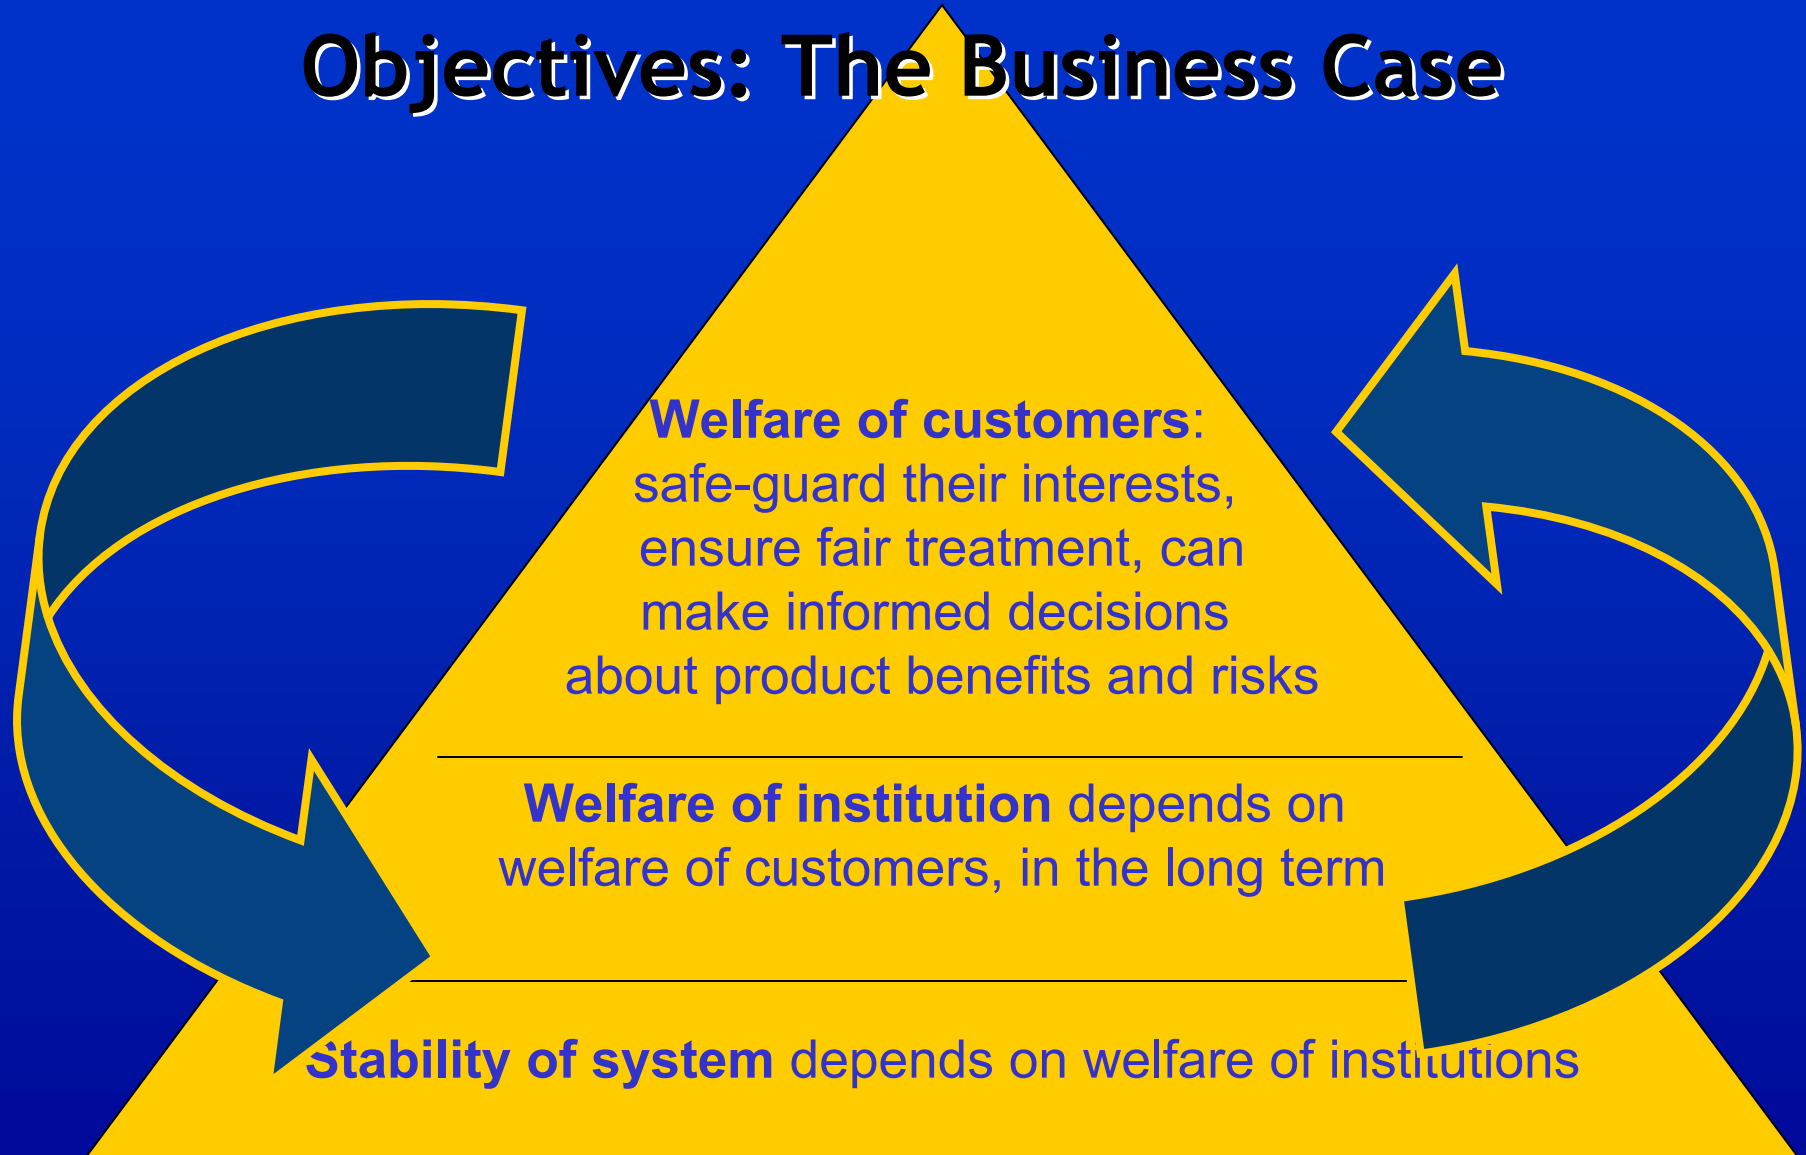 Objectives: The Business Case
Welfare of customers:
safe-guard their interests,
ensure fair treatment, can
make informed decisions
about product benefits and risks
Welfare of institution depends on
welfare of customers, in the long term
Stability of system depends on welfare of institutions